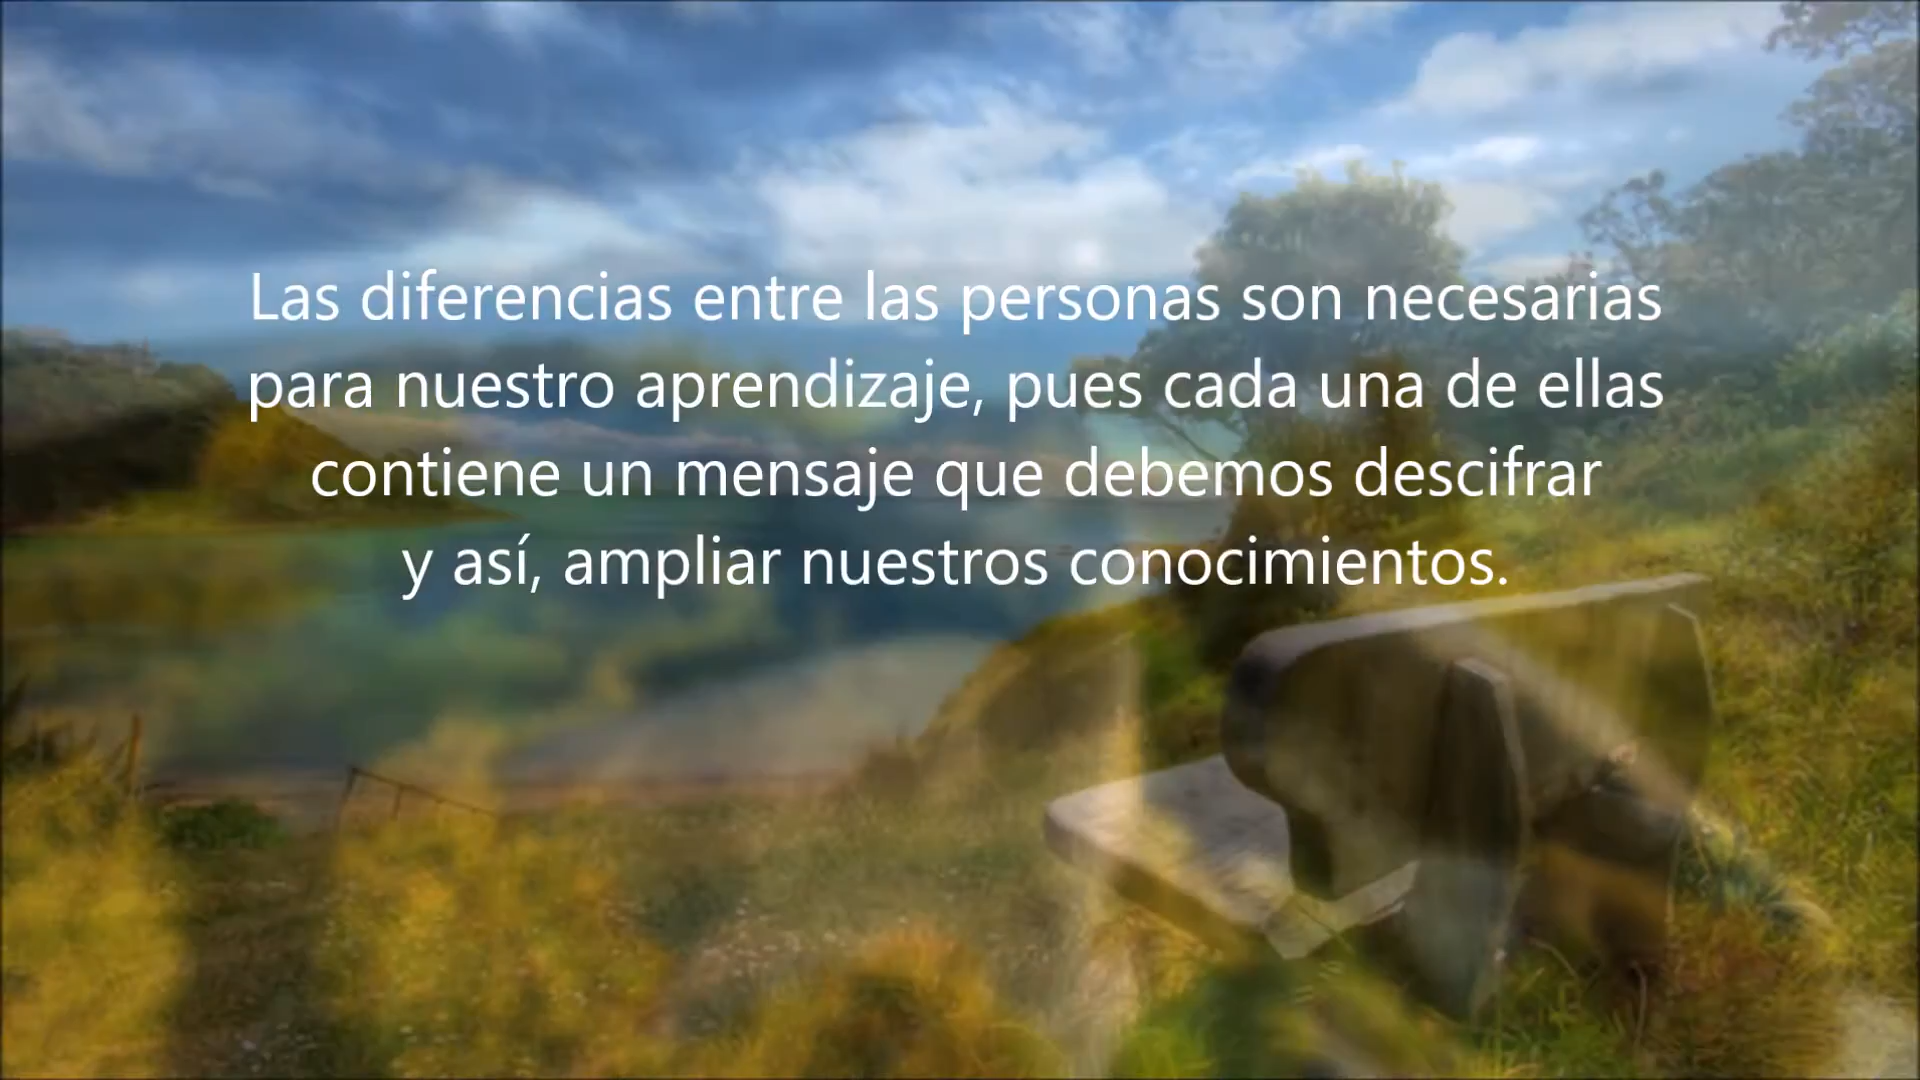 Las diferencias entre las personas son necesarias
para nuestro aprendizaje, pues cada una de ellas
contiene un mensaje que debemos descifrar
y así, ampliar nuestros conocimientos.